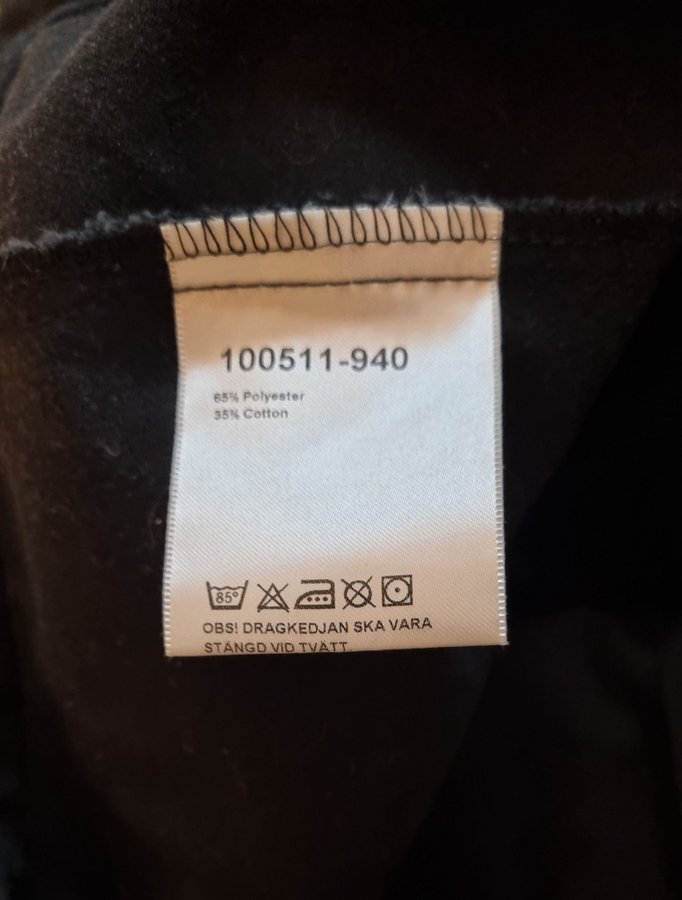 100511-940
65% Polyester
35% Cotton
85°
OBS! DRAGKEDJAN SKA VARA
STÄNGD VID TVÄTT